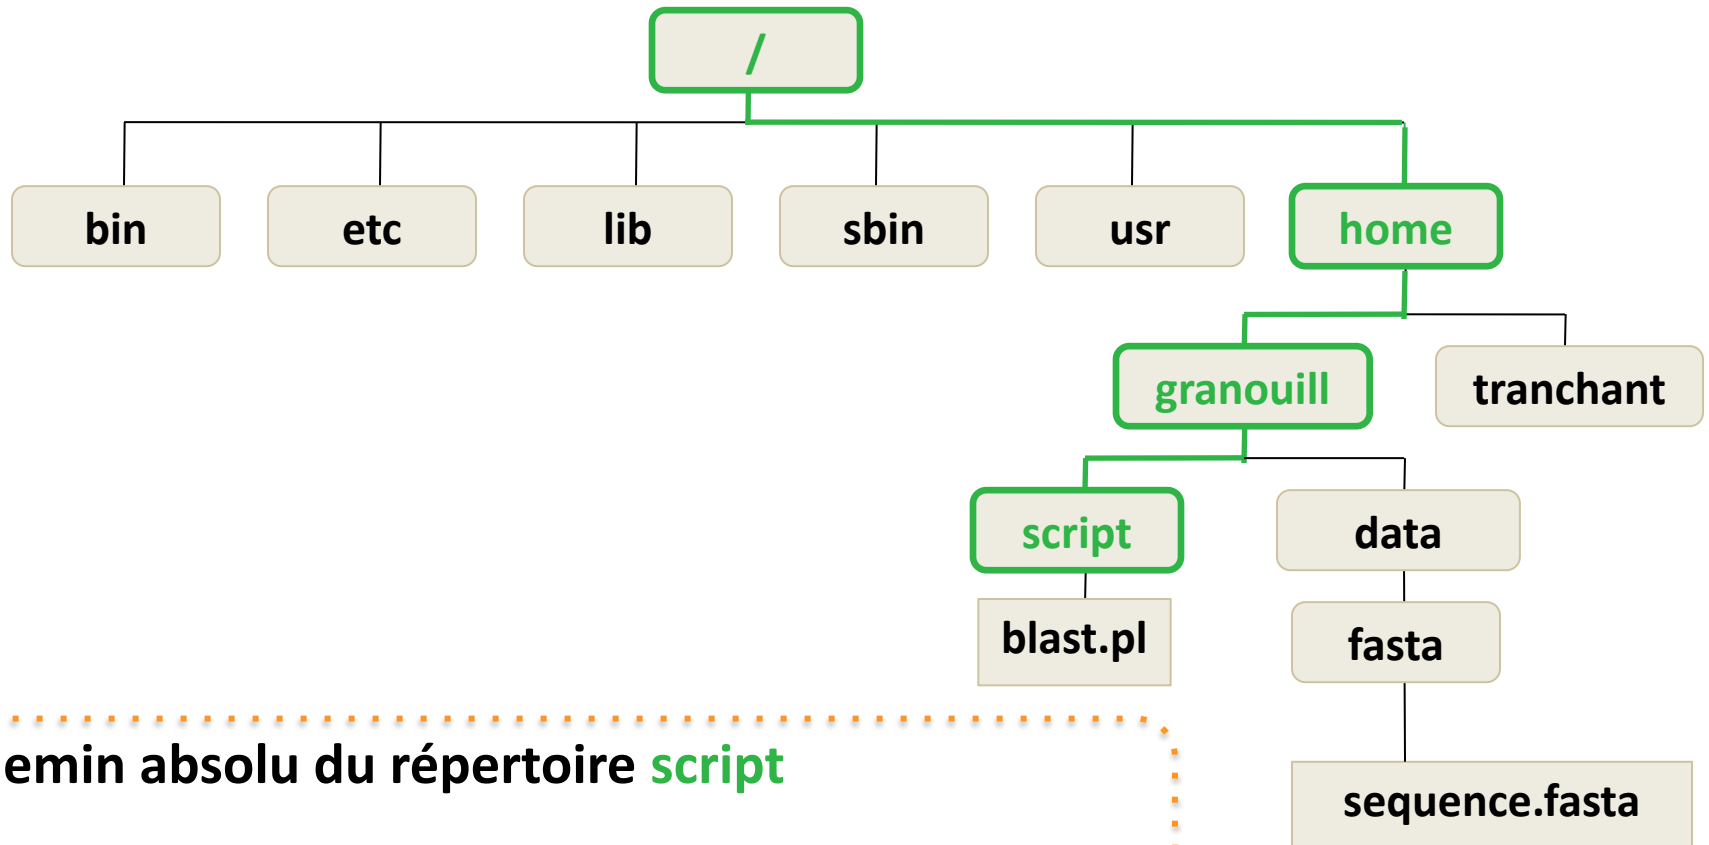 /
bin etc lib sbin usr home
granouill tranchant
script data
blast.pl fasta
emin absolu du répertoire script
sequence.fasta